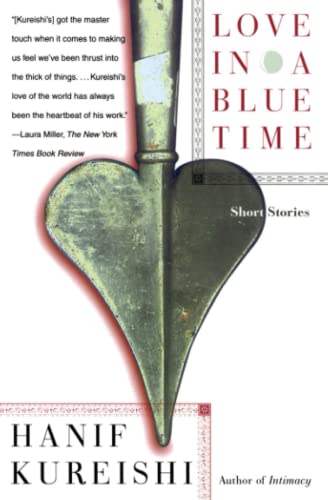 "[Kureishi's] got the master
touch when it comes to making
us feel we've been thrust into
the thick of things. . . . Kureishi's
love of the world has always
been the heartbeat of his work."
—Laura Miller, The New York
Times Book Review
LOVE
IN A
BLUE
TIME
Short Stories
HANIF
KUREISHI
Author of Intimacy